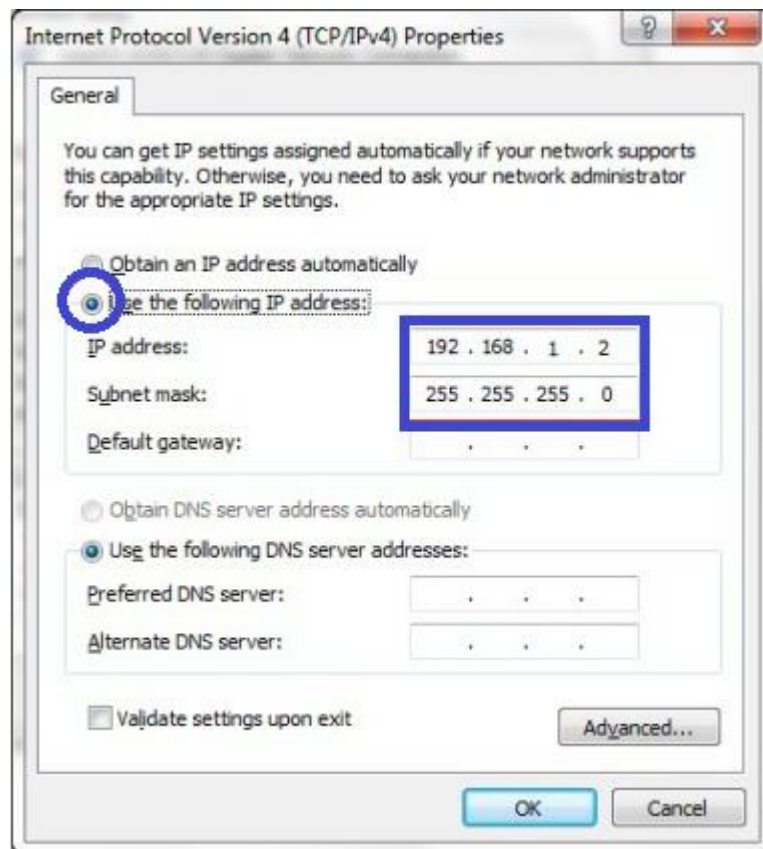 Internet Protocol Version 4 (TCP/IPv4) Properties
General
You can get IP settings assigned automatically if your network supports
this capability. Otherwise, you need to ask your network administrator
for the appropriate IP settings.
Obtain an IP address automatically
Use the following IP address:
IP address: 192 . 168 . 1 . 2
Subnet mask: 255 . 255 . 255 . 0
Default gateway: . . .
Obtain DNS server address automatically
Use the following DNS server addresses:
Preferred DNS server: . . .
Alternate DNS server: . . .
Validate settings upon exit
Advanced...
OK Cancel